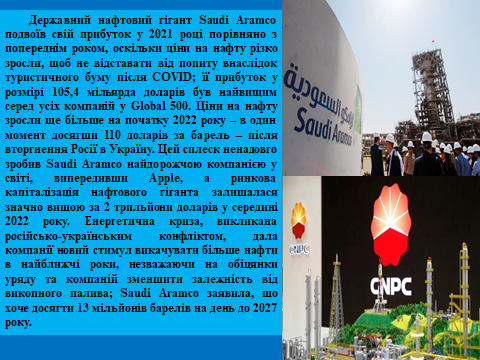 Державний нафтовий гігант Saudi Aramco
подвоїв свій прибуток у 2021 році порівняно з
попереднім роком, оскільки ціни на нафту різко
зросли, щоб не відставати від попиту внаслідок
туристичного буму після COVID; її прибуток у
розмірі 105,4 мільярда доларів був найвищим
серед усіх компаній у Global 500. Ціни на нафту
зросли ще більше на початку 2022 року – в один
момент досягши 110 доларів за барель – після
вторгнення Росії в Україну. Цей сплеск ненадовго
зробив Saudi Aramco найдорожчою компанією у
світі, випередивши Apple, а ринкова
капіталізація нафтового гіганта залишалася
значно вищою за 2 трильйони доларів у середині
2022 року. Енергетична криза, викликана
російсько-українським конфліктом, дала
компанії новий стимул викачувати більше нафти
в найближчі роки, незважаючи на обіцянки
уряду та компаній зменшити залежність від
викопного палива; Saudi Aramco заявила, що
хоче досягти 13 мільйонів барелів на день до 2027
року.
أرامكو السعودية
Saudi Aramco
CNPC